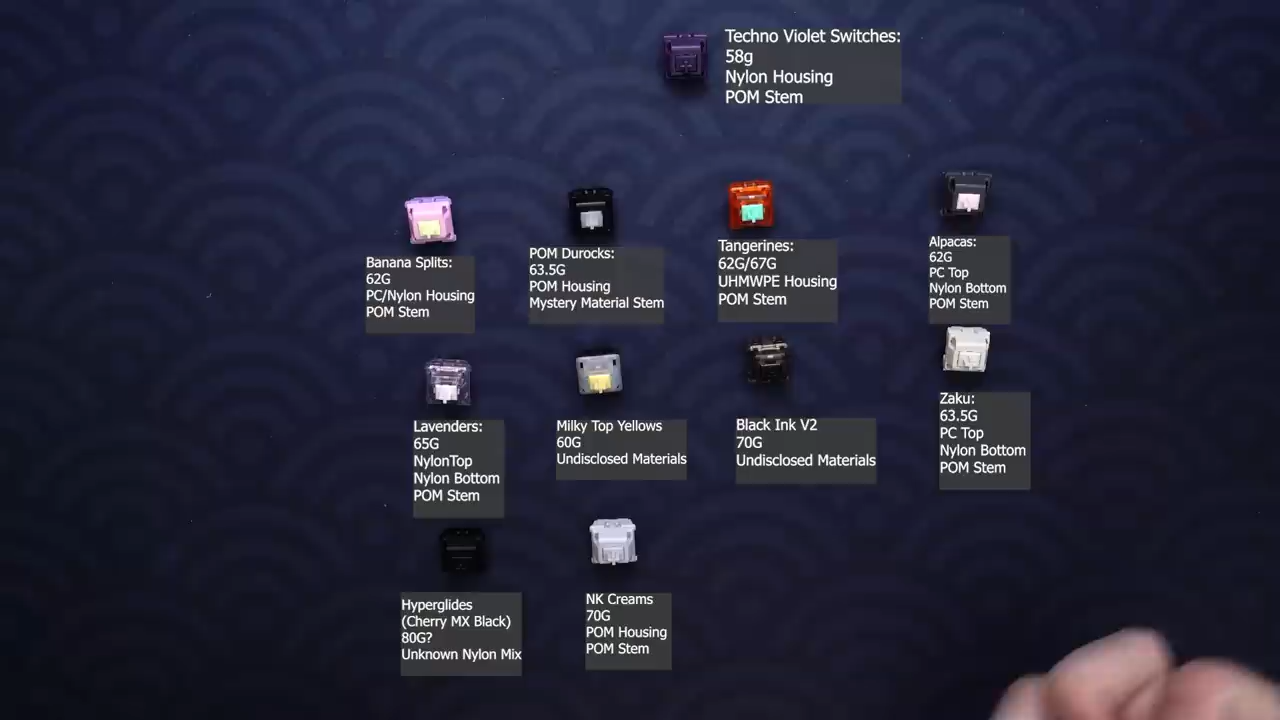 Techno Violet Switches:
58g
Nylon Housing
POM Stem
Banana Splits:
62G
PC/Nylon Housing
POM Stem
POM Durocks:
63.5G
POM Housing
Mystery Material Stem
Tangerines:
62G/67G
UHMWPE Housing
POM Stem
Alpacas:
62G
PC Top
Nylon Bottom
POM Stem
Lavenders:
65G
NylonTop
Nylon Bottom
POM Stem
Milky Top Yellows
60G
Undisclosed Materials
Black Ink V2
70G
Undisclosed Materials
Zaku:
63.5G
PC Top
Nylon Bottom
POM Stem
Hyperglides
(Cherry MX Black)
80G?
Unknown Nylon Mix
NK Creams
70G
POM Housing
POM Stem